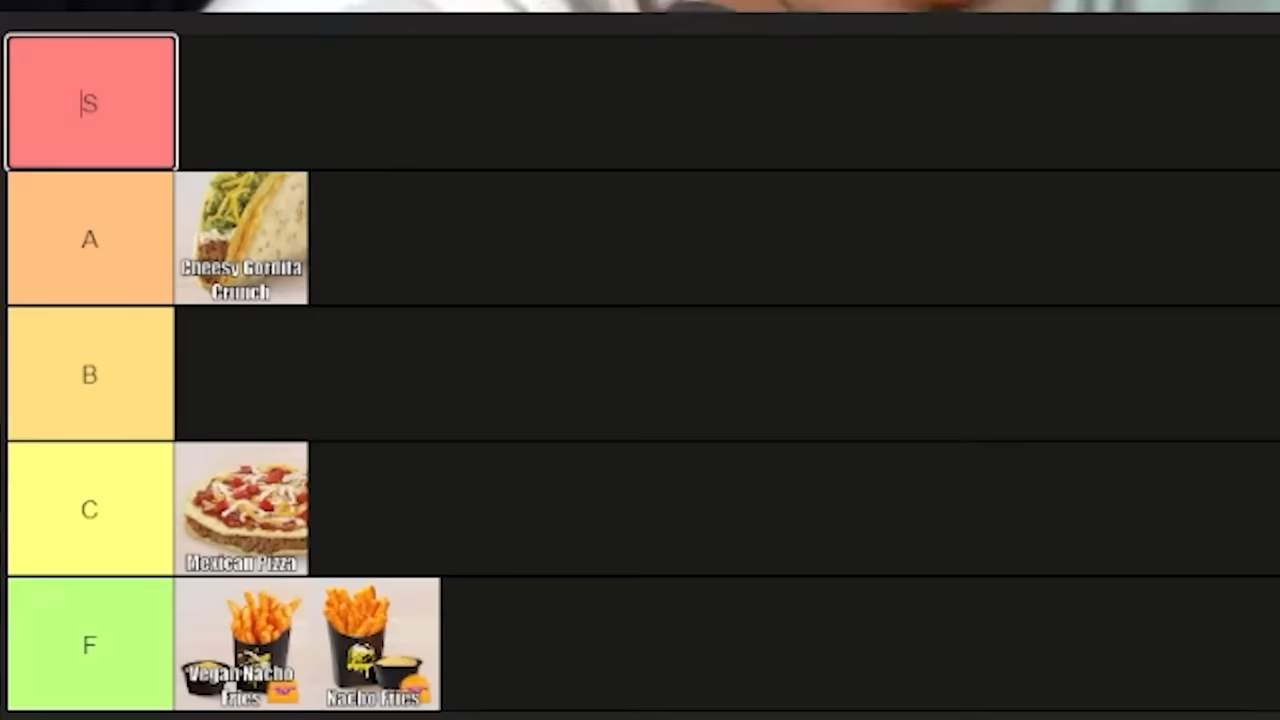 S
A
Cheesy Gordita
Crunch
B
C
Mexican Pizza
F
Vegan Nacho
Fries
Nacho Fries